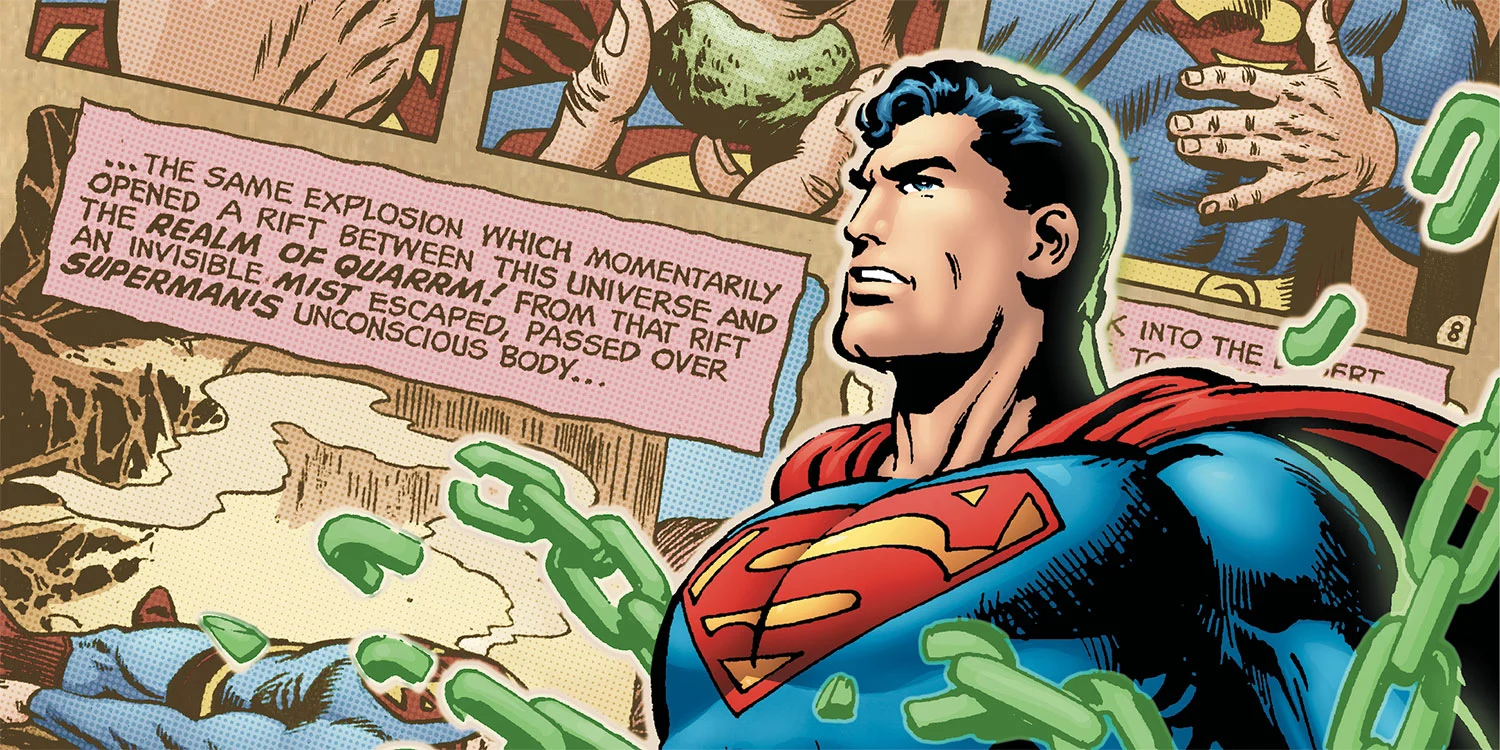 ...THE SAME EXPLOSION WHICH MOMENTARILY
OPENED A RIFT BETWEEN THIS UNIVERSE AND
THE REALM OF QUARRM! FROM THAT RIFT
AN INVISIBLE MIST ESCAPED, PASSED OVER
SUPERMAN'S UNCONSCIOUS BODY...
8
INTO THE
TO